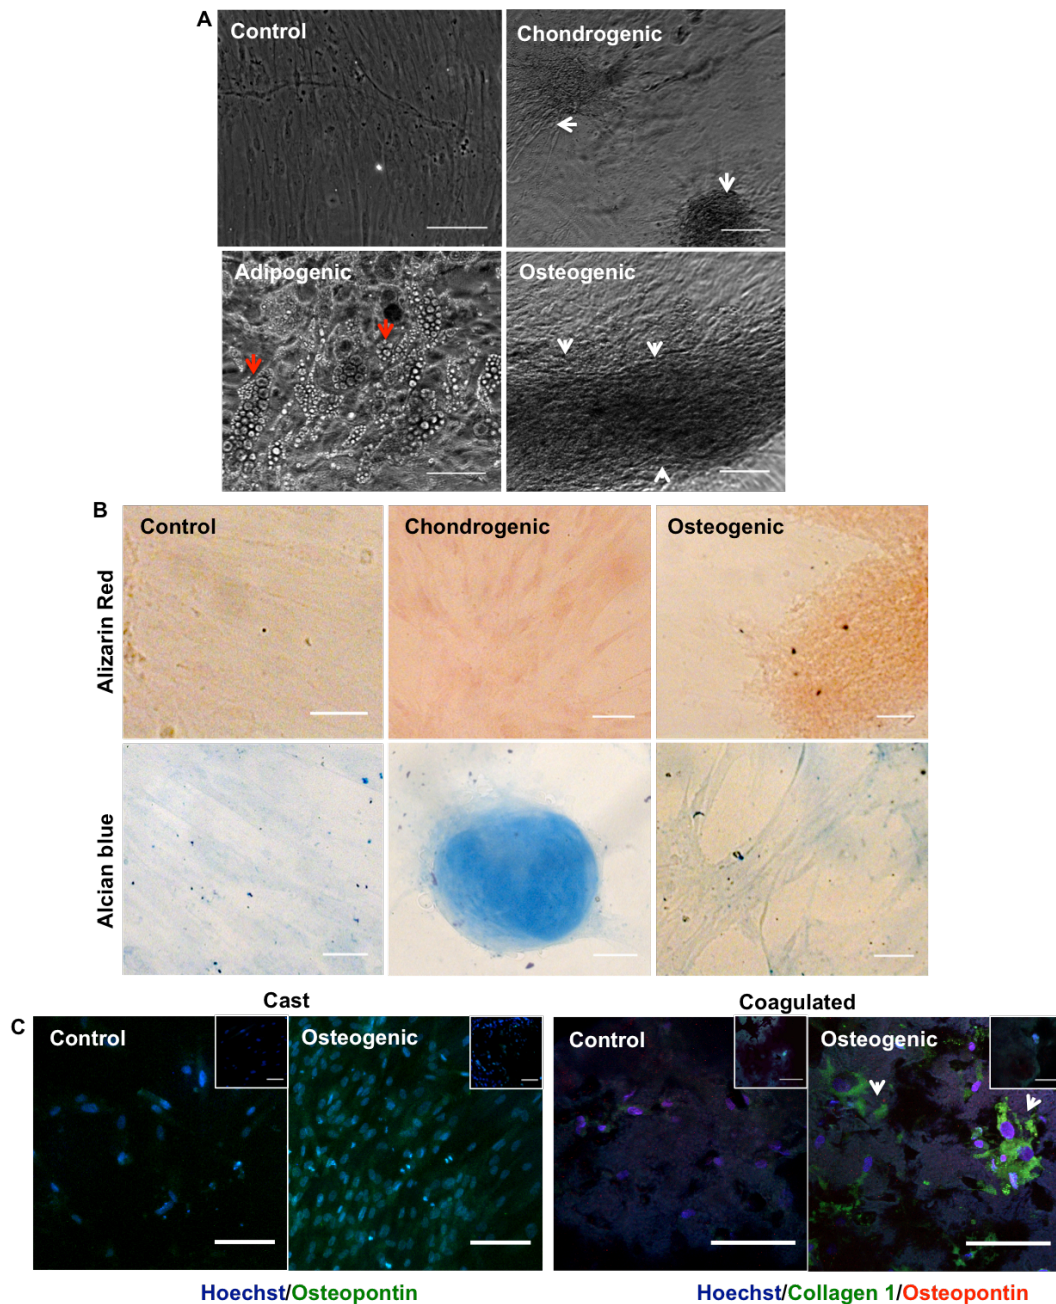 A
Control
Chondrogenic
Adipogenic
Osteogenic
B
Control
Chondrogenic
Osteogenic
Alizarin Red
Alcian blue
Cast
Coagulated
C
Control
Osteogenic
Control
Osteogenic
Hoechst/Osteopontin
Hoechst/Collagen 1/Osteopontin